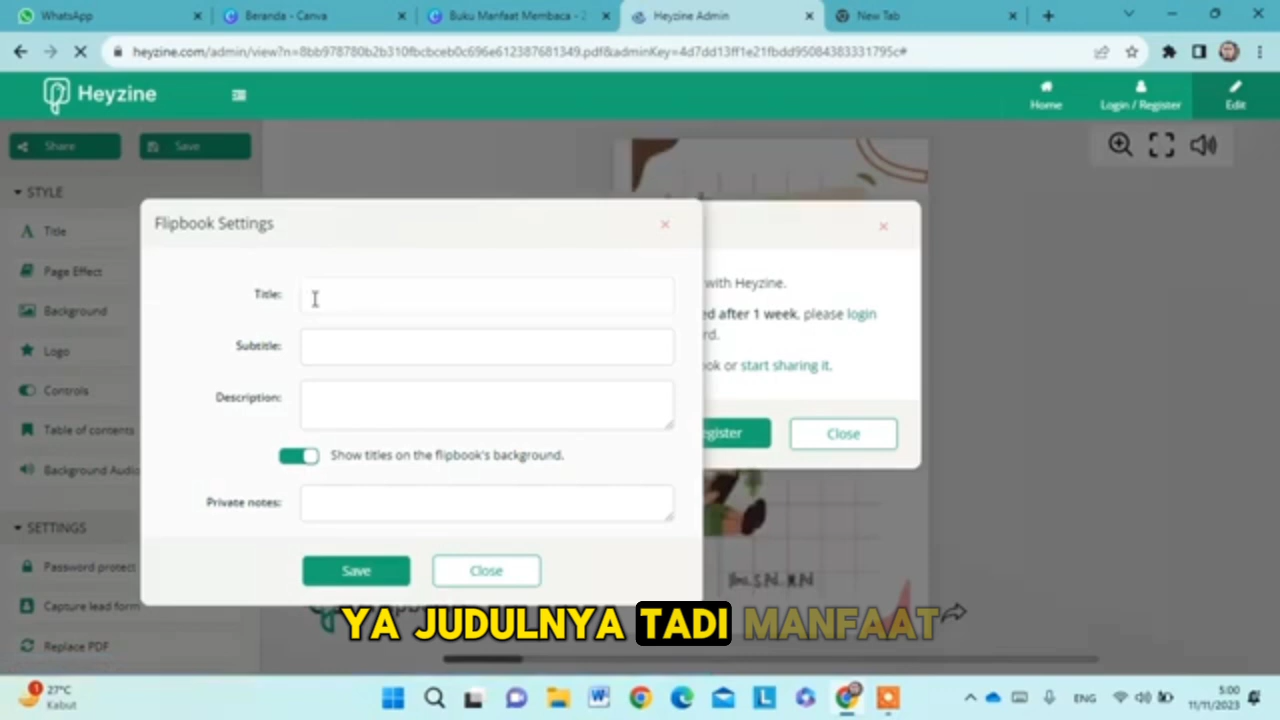 WhatsApp
Beranda - Canva
Buku Manfaat Membaca - 2
Heyzine Admin
New Tab
heyzine.com/admin/view?n=8bb978780b2b310fbcbceb0c696e612387681349.pdf&adminKey=4d7dd13ff1e21fbdd95084383331795c#
Heyzine
Home
Login / Register
Edit
Share
Save
STYLE
Title
Page Effect
Background
Logo
Controls
Table of contents
Background Audio
SETTINGS
Password protect
Capture lead form
Replace PDF
Flipbook Settings
Title:
Subtitle:
Description:
Show titles on the flipbook's background.
Private notes:
Save
Close
with Heyzine.
ed after 1 week, please login
rd.
ook or start sharing it.
egister
Close
YA JUDULNYA TADI MANFAAT
27°C
Kabut
1
ENG
5:00
11/11/2023